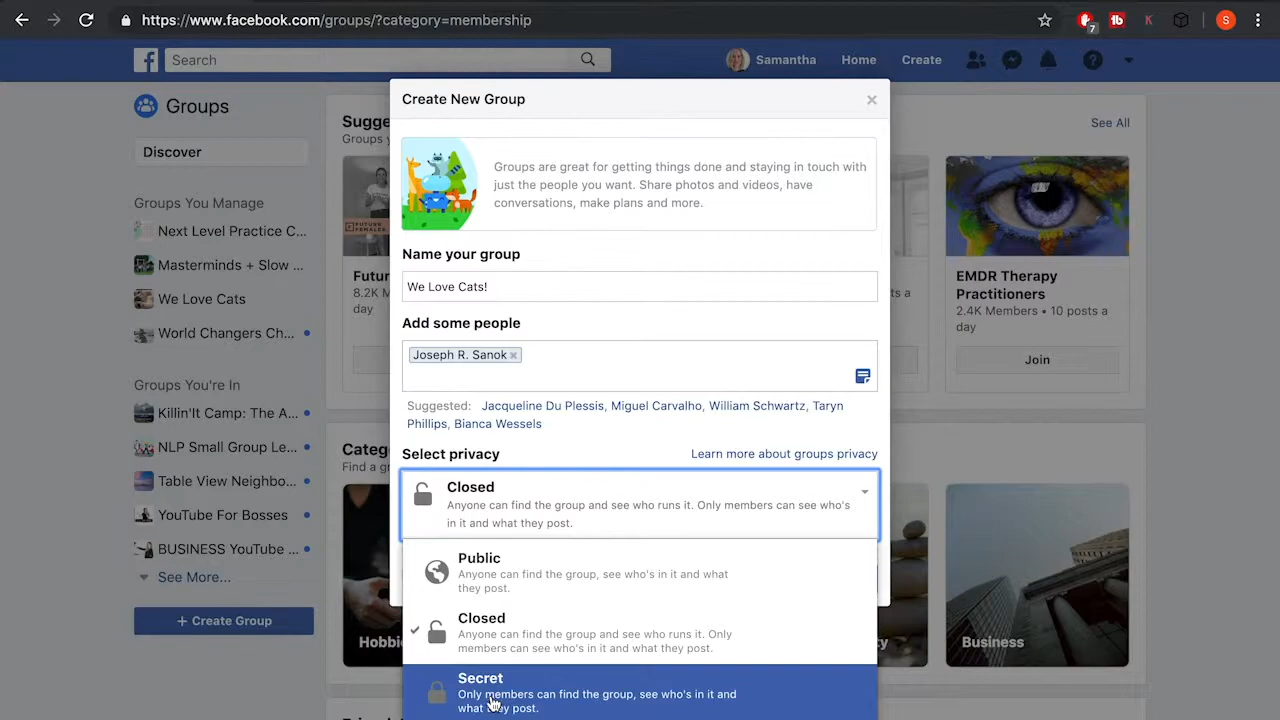 https://www.facebook.com/groups/?category=membership
7
S
Search
Samantha
Home
Create
Groups
Discover
Groups You Manage
Next Level Practice C...
Masterminds + Slow ...
We Love Cats
World Changers Ch...
Groups You're In
Killin'It Camp: The A...
NLP Small Group Le...
Table View Neighbo...
YouTube For Bosses
BUSINESS YouTube ...
See More...
+ Create Group
See All
8.2K M
day
EMDR Therapy
Practitioners
2.4K Members • 10 posts a
day
Join
Business
Create New Group
Groups are great for getting things done and staying in touch with
just the people you want. Share photos and videos, have
conversations, make plans and more.
Name your group
We Love Cats!
Add some people
Joseph R. Sanok
Suggested: Jacqueline Du Plessis, Miguel Carvalho, William Schwartz, Taryn
Phillips, Bianca Wessels
Select privacy
Learn more about groups privacy
Closed
Anyone can find the group and see who runs it. Only members can see who's
in it and what they post.
Public
Anyone can find the group, see who's in it and what
they post.
Closed
Anyone can find the group and see who runs it. Only
members can see who's in it and what they post.
Secret
Only members can find the group, see who's in it and
what they post.